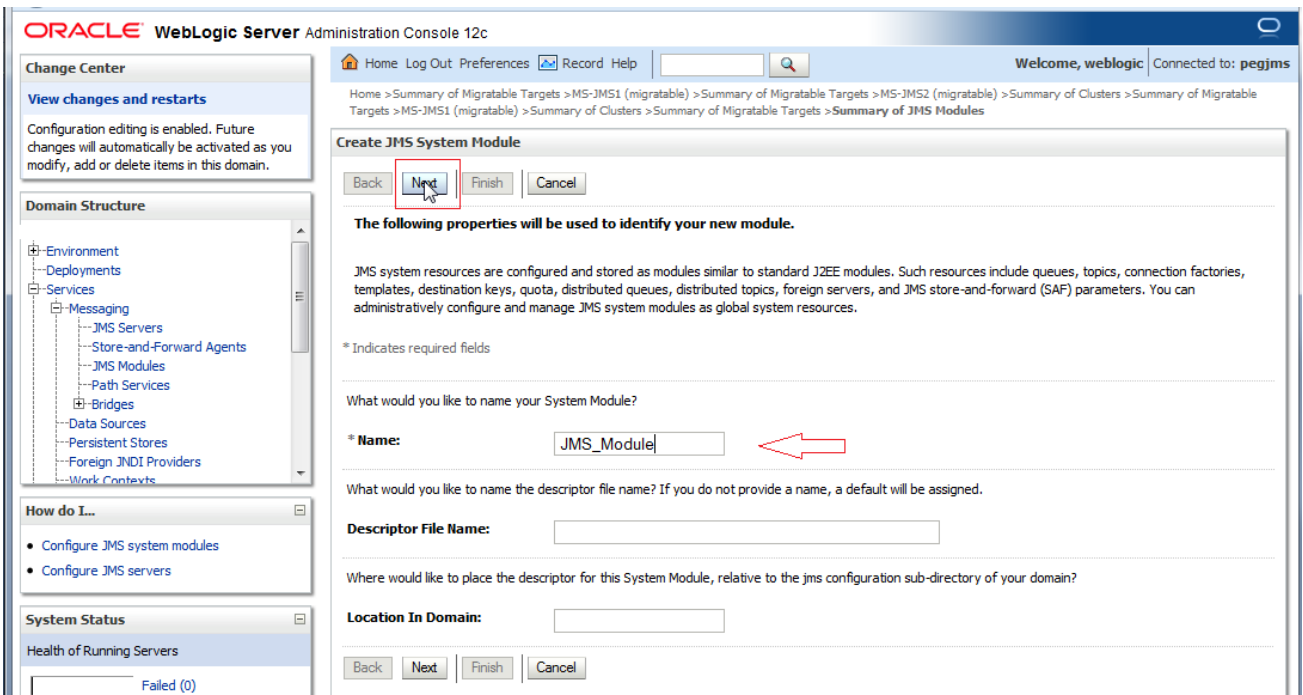 ORACLE WebLogic Server Administration Console 12c
Change Center
View changes and restarts
Configuration editing is enabled. Future
changes will automatically be activated as you
modify, add or delete items in this domain.
Domain Structure
Environment
Deployments
Services
Messaging
JMS Servers
Store-and-Forward Agents
JMS Modules
Path Services
Bridges
Data Sources
Persistent Stores
Foreign JNDI Providers
Work Contexts
How do I...
Configure JMS system modules
Configure JMS servers
System Status
Health of Running Servers
Failed (0)
Home Log Out Preferences Record Help
Welcome, weblogic Connected to: pegjms
Home >Summary of Migratable Targets >MS-JMS1 (migratable) >Summary of Migratable Targets >MS-JMS2 (migratable) >Summary of Clusters >Summary of Migratable
Targets >MS-JMS1 (migratable) >Summary of Clusters >Summary of Migratable Targets >Summary of JMS Modules
Create JMS System Module
Back Next Finish Cancel
The following properties will be used to identify your new module.
JMS system resources are configured and stored as modules similar to standard J2EE modules. Such resources include queues, topics, connection factories,
templates, destination keys, quota, distributed queues, distributed topics, foreign servers, and JMS store-and-forward (SAF) parameters. You can
administratively configure and manage JMS system modules as global system resources.
* Indicates required fields
What would you like to name your System Module?
* Name: JMS_Module
What would you like to name the descriptor file name? If you do not provide a name, a default will be assigned.
Descriptor File Name:
Where would like to place the descriptor for this System Module, relative to the jms configuration sub-directory of your domain?
Location In Domain:
Back Next Finish Cancel